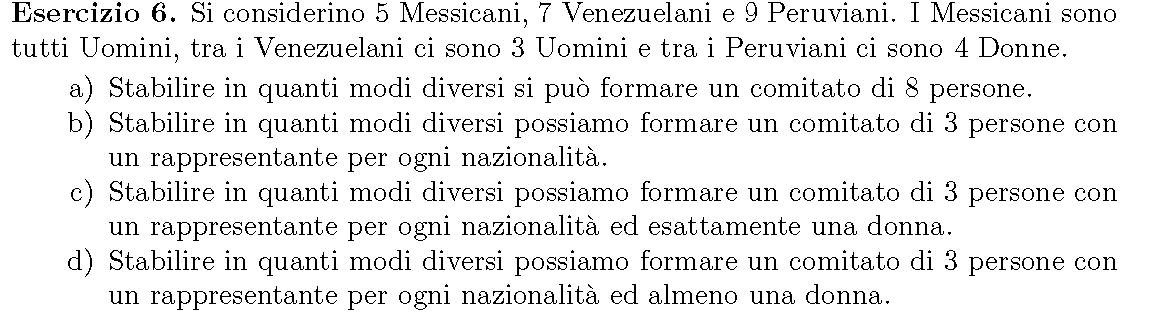 Esercizio 6. Si considerino 5 Messicani, 7 Venezuelani e 9 Peruviani. I Messicani sono
tutti Uomini, tra i Venezuelani ci sono 3 Uomini e tra i Peruviani ci sono 4 Donne.
a) Stabilire in quanti modi diversi si può formare un comitato di 8 persone.
b) Stabilire in quanti modi diversi possiamo formare un comitato di 3 persone con
un rappresentante per ogni nazionalità.
c) Stabilire in quanti modi diversi possiamo formare un comitato di 3 persone con
un rappresentante per ogni nazionalità ed esattamente una donna.
d) Stabilire in quanti modi diversi possiamo formare un comitato di 3 persone con
un rappresentante per ogni nazionalità ed almeno una donna.